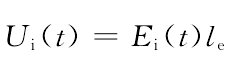 U_i(t) = E_i(t)l_e